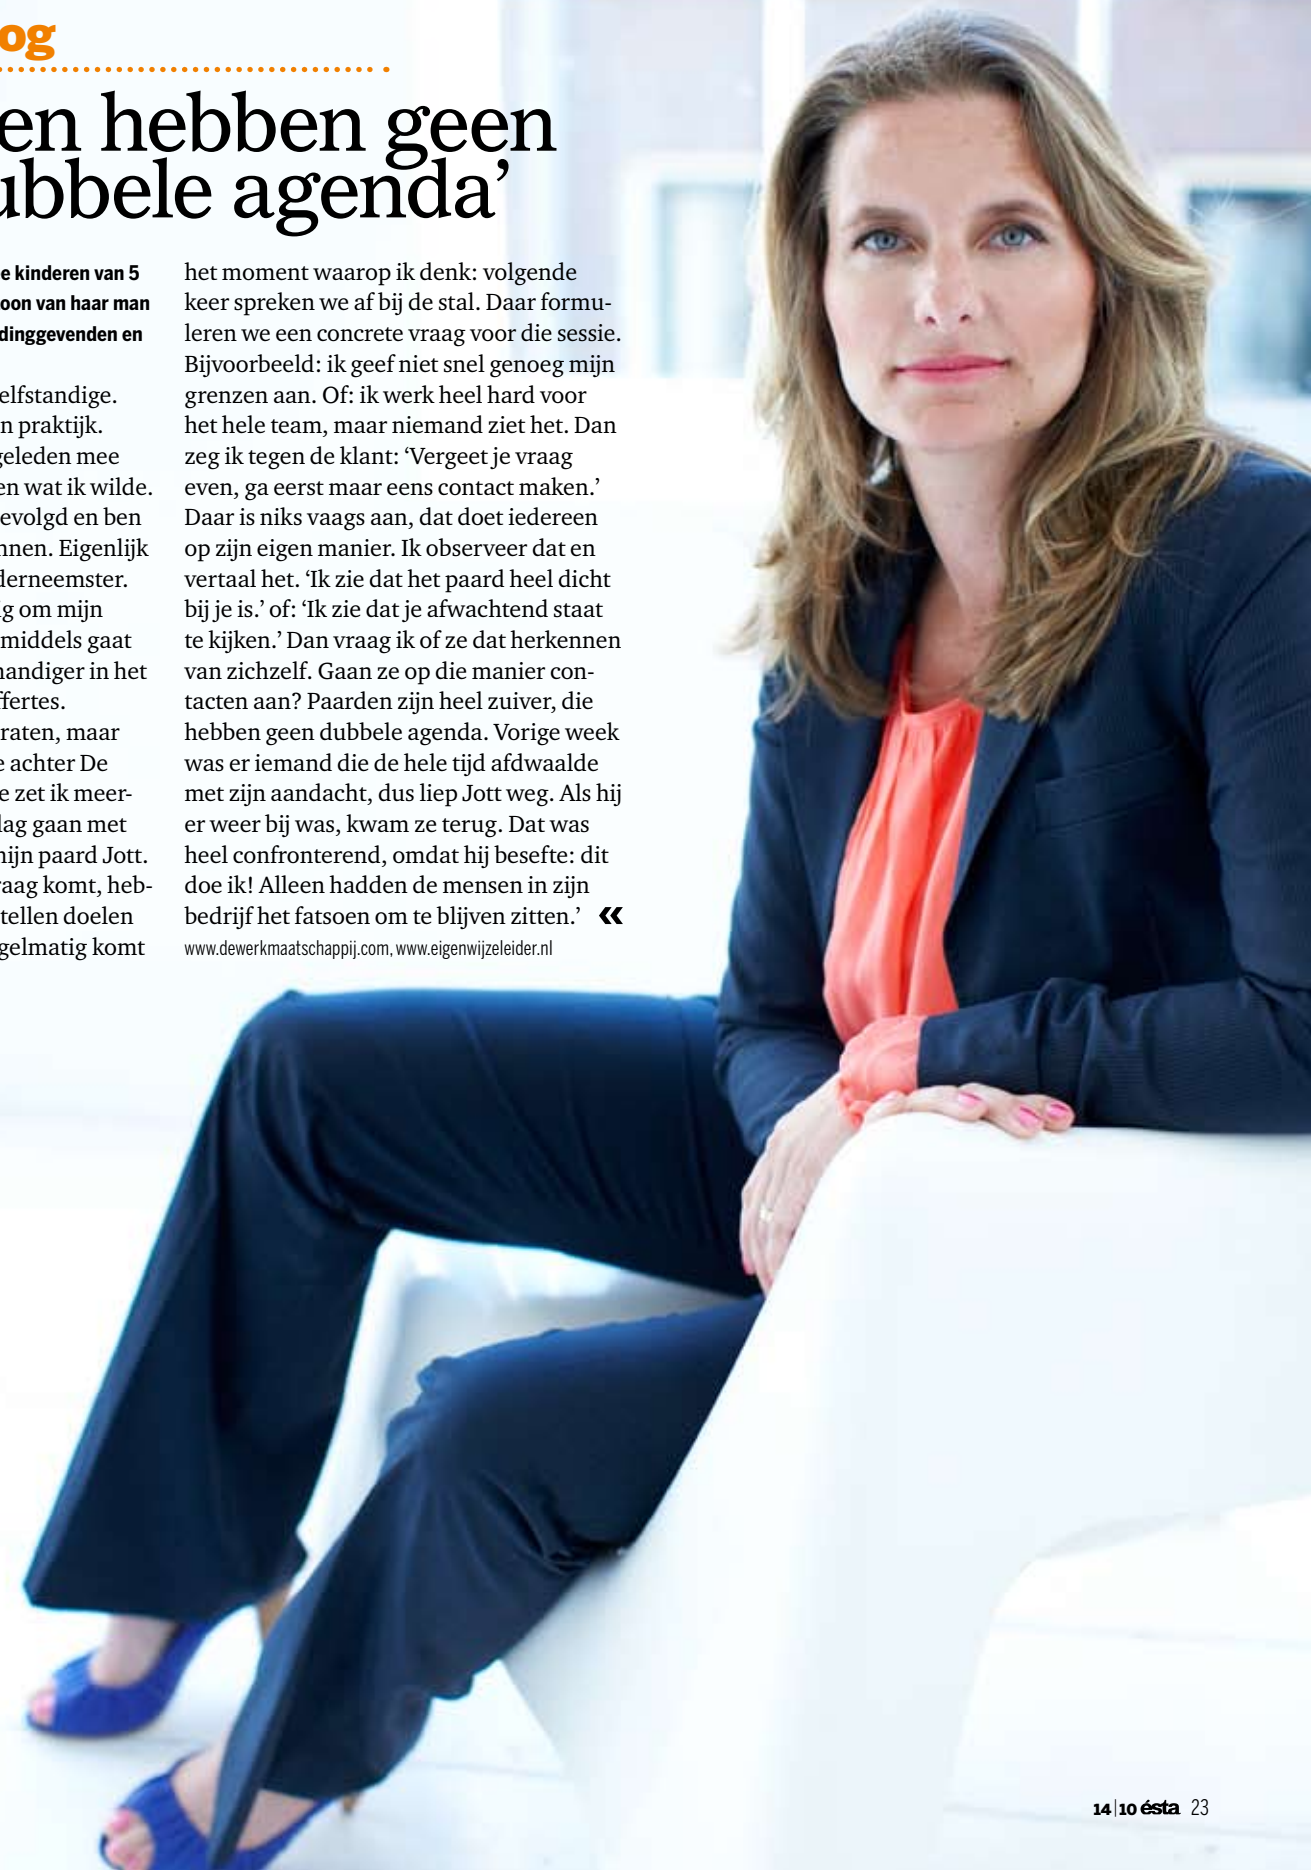 og
en hebben geen
ubbele agenda’
e kinderen van 5
oon van haar man
dinggevenden en
elfstandige.
n praktijk.
geleden mee
en wat ik wilde.
evolgd en ben
nnen. Eigenlijk
derneemster.
ig om mijn
middels gaat
handiger in het
ffertes.
raten, maar
e achter De
e zet ik meer-
lag gaan met
mijn paard Jott.
raag komt, heb-
tellen doelen
gelmatig komt
het moment waarop ik denk: volgende
keer spreken we af bij de stal. Daar formu-
leren we een concrete vraag voor die sessie.
Bijvoorbeeld: ik geef niet snel genoeg mijn
grenzen aan. Of: ik werk heel hard voor
het hele team, maar niemand ziet het. Dan
zeg ik tegen de klant: ‘Vergeet je vraag
even, ga eerst maar eens contact maken.’
Daar is niks vaags aan, dat doet iedereen
op zijn eigen manier. Ik observeer dat en
vertaal het. ‘Ik zie dat het paard heel dicht
bij je is.’ of: ‘Ik zie dat je afwachtend staat
te kijken.’ Dan vraag ik of ze dat herkennen
van zichzelf. Gaan ze op die manier con-
tacten aan? Paarden zijn heel zuiver, die
hebben geen dubbele agenda. Vorige week
was er iemand die de hele tijd afdwaalde
met zijn aandacht, dus liep Jott weg. Als hij
er weer bij was, kwam ze terug. Dat was
heel confronterend, omdat hij besefte: dit
doe ik! Alleen hadden de mensen in zijn
bedrijf het fatsoen om te blijven zitten.’ «
www.dewerkmaatschappij.com, www.eigenwijzeleider.nl
14|10 ésta 23